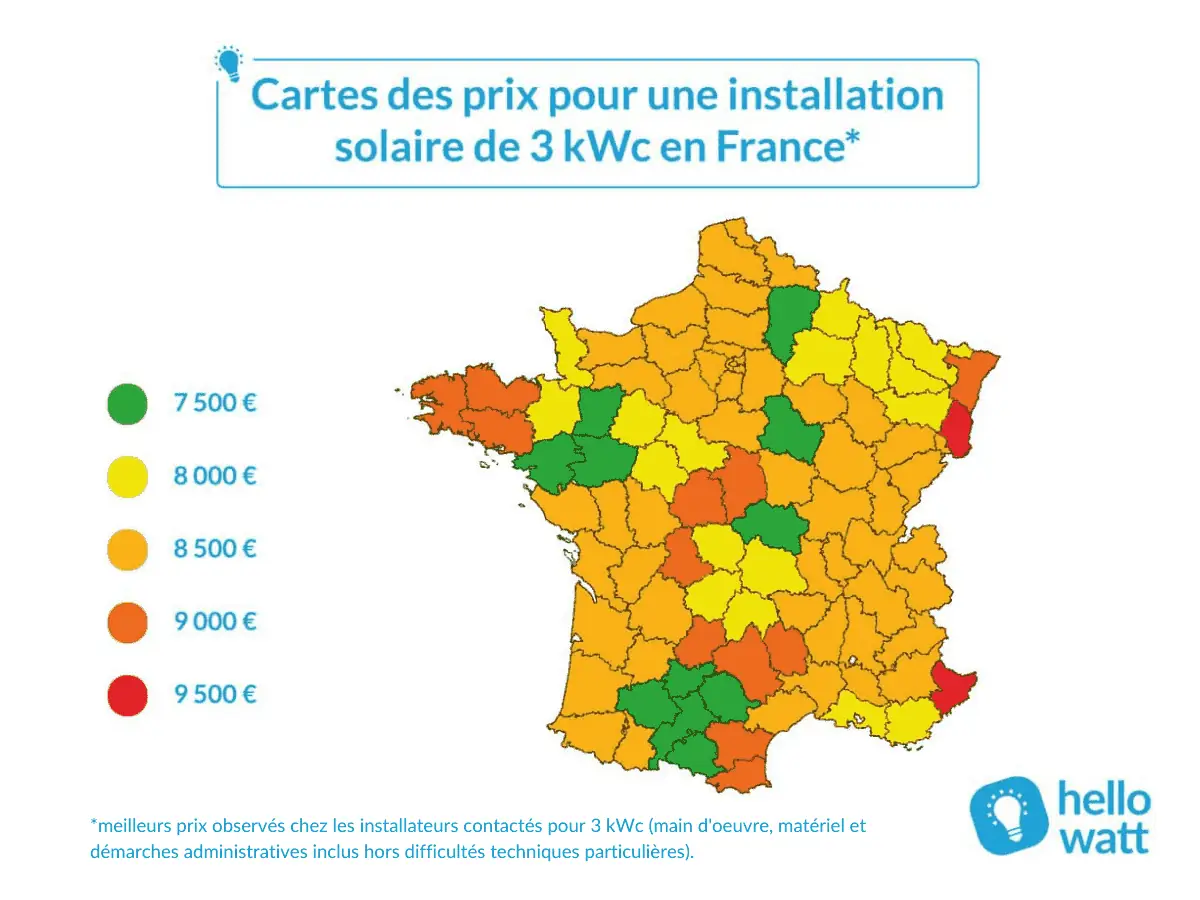 Cartes des prix pour une installation
solaire de 3 kWc en France*
7 500 €
8 000 €
8 500 €
9 000 €
9 500 €
*meilleurs prix observés chez les installateurs contactés pour 3 kWc (main d'oeuvre, matériel et
démarches administratives inclus hors difficultés techniques particulières).
hello
watt